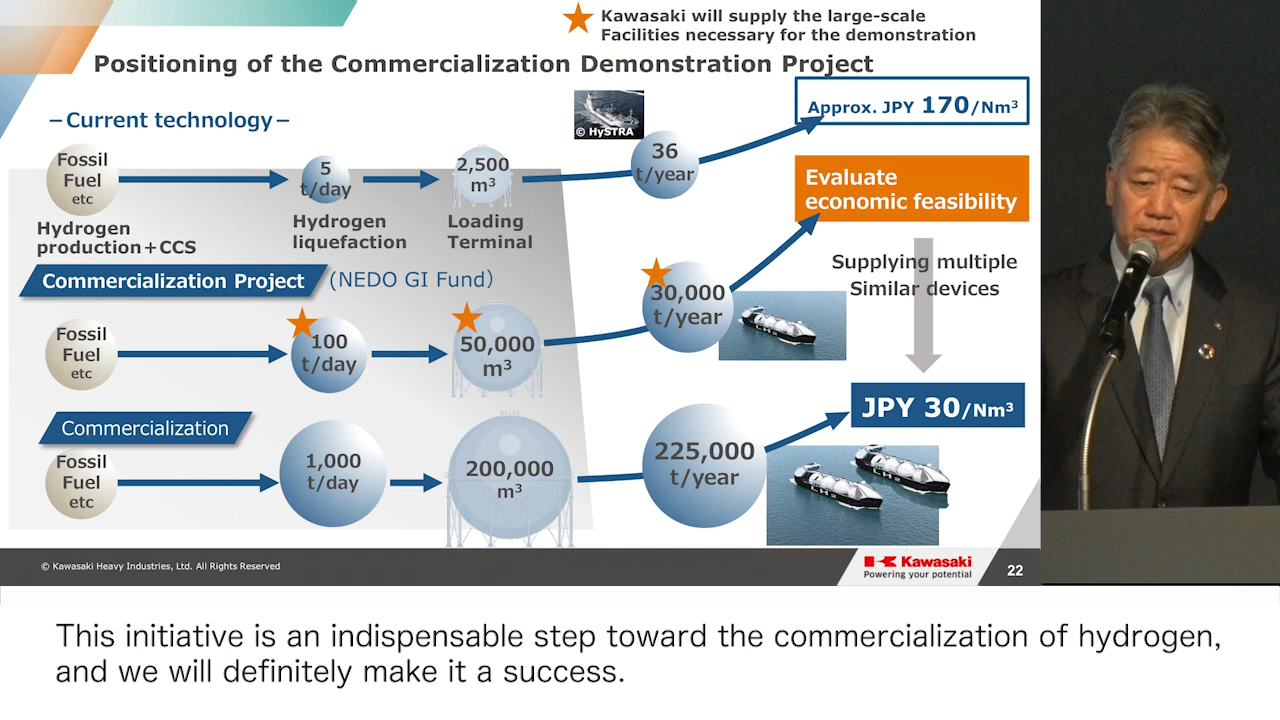 Kawasaki will supply the large-scale
Facilities necessary for the demonstration
Positioning of the Commercialization Demonstration Project
－Current technology－
Fossil
Fuel
etc
5
t/day
2,500
m³
© HySTRA
36
t/year
Approx. JPY 170/Nm³
Hydrogen
production+CCS
Hydrogen
liquefaction
Loading
Terminal
Evaluate
economic feasibility
Commercialization Project (NEDO GI Fund)
Fossil
Fuel
etc
100
t/day
50,000
m³
30,000
t/year
LH2
Supplying multiple
Similar devices
Commercialization
Fossil
Fuel
etc
1,000
t/day
200,000
m³
225,000
t/year
LH2
LH2
JPY 30/Nm³
© Kawasaki Heavy Industries, Ltd. All Rights Reserved
Kawasaki
Powering your potential
22
This initiative is an indispensable step toward the commercialization of hydrogen,
and we will definitely make it a success.